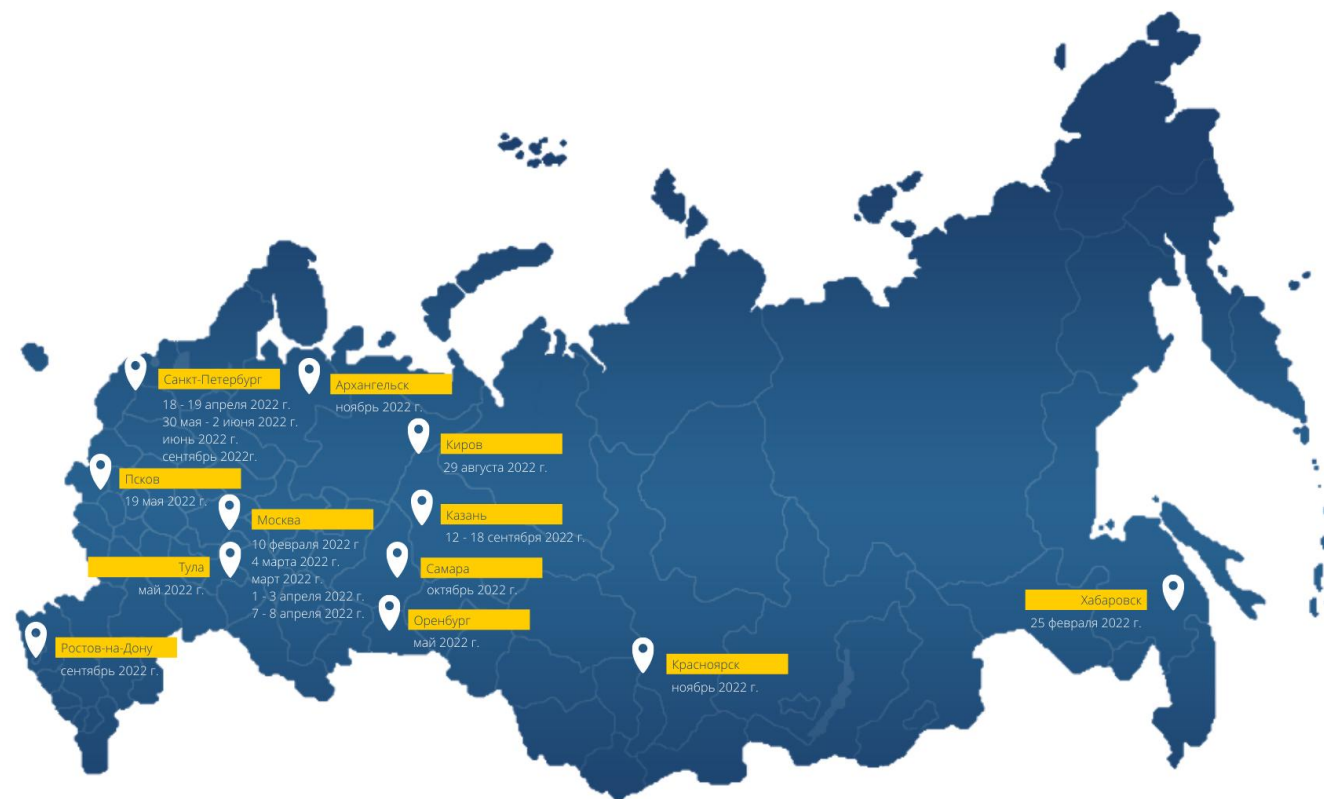 Санкт-Петербург
18 - 19 апреля 2022 г.
30 мая - 2 июня 2022 г.
июнь 2022 г.
сентябрь 2022г.
Архангельск
ноябрь 2022 г.
Киров
29 августа 2022 г.
Псков
19 мая 2022 г.
Москва
10 февраля 2022 г
4 марта 2022 г.
март 2022 г.
1 - 3 апреля 2022 г.
7 - 8 апреля 2022 г.
Казань
12 - 18 сентября 2022 г.
Тула
май 2022 г.
Самара
октябрь 2022 г.
Оренбург
май 2022 г.
Хабаровск
25 февраля 2022 г.
Ростов-на-Дону
сентябрь 2022 г.
Красноярск
ноябрь 2022 г.